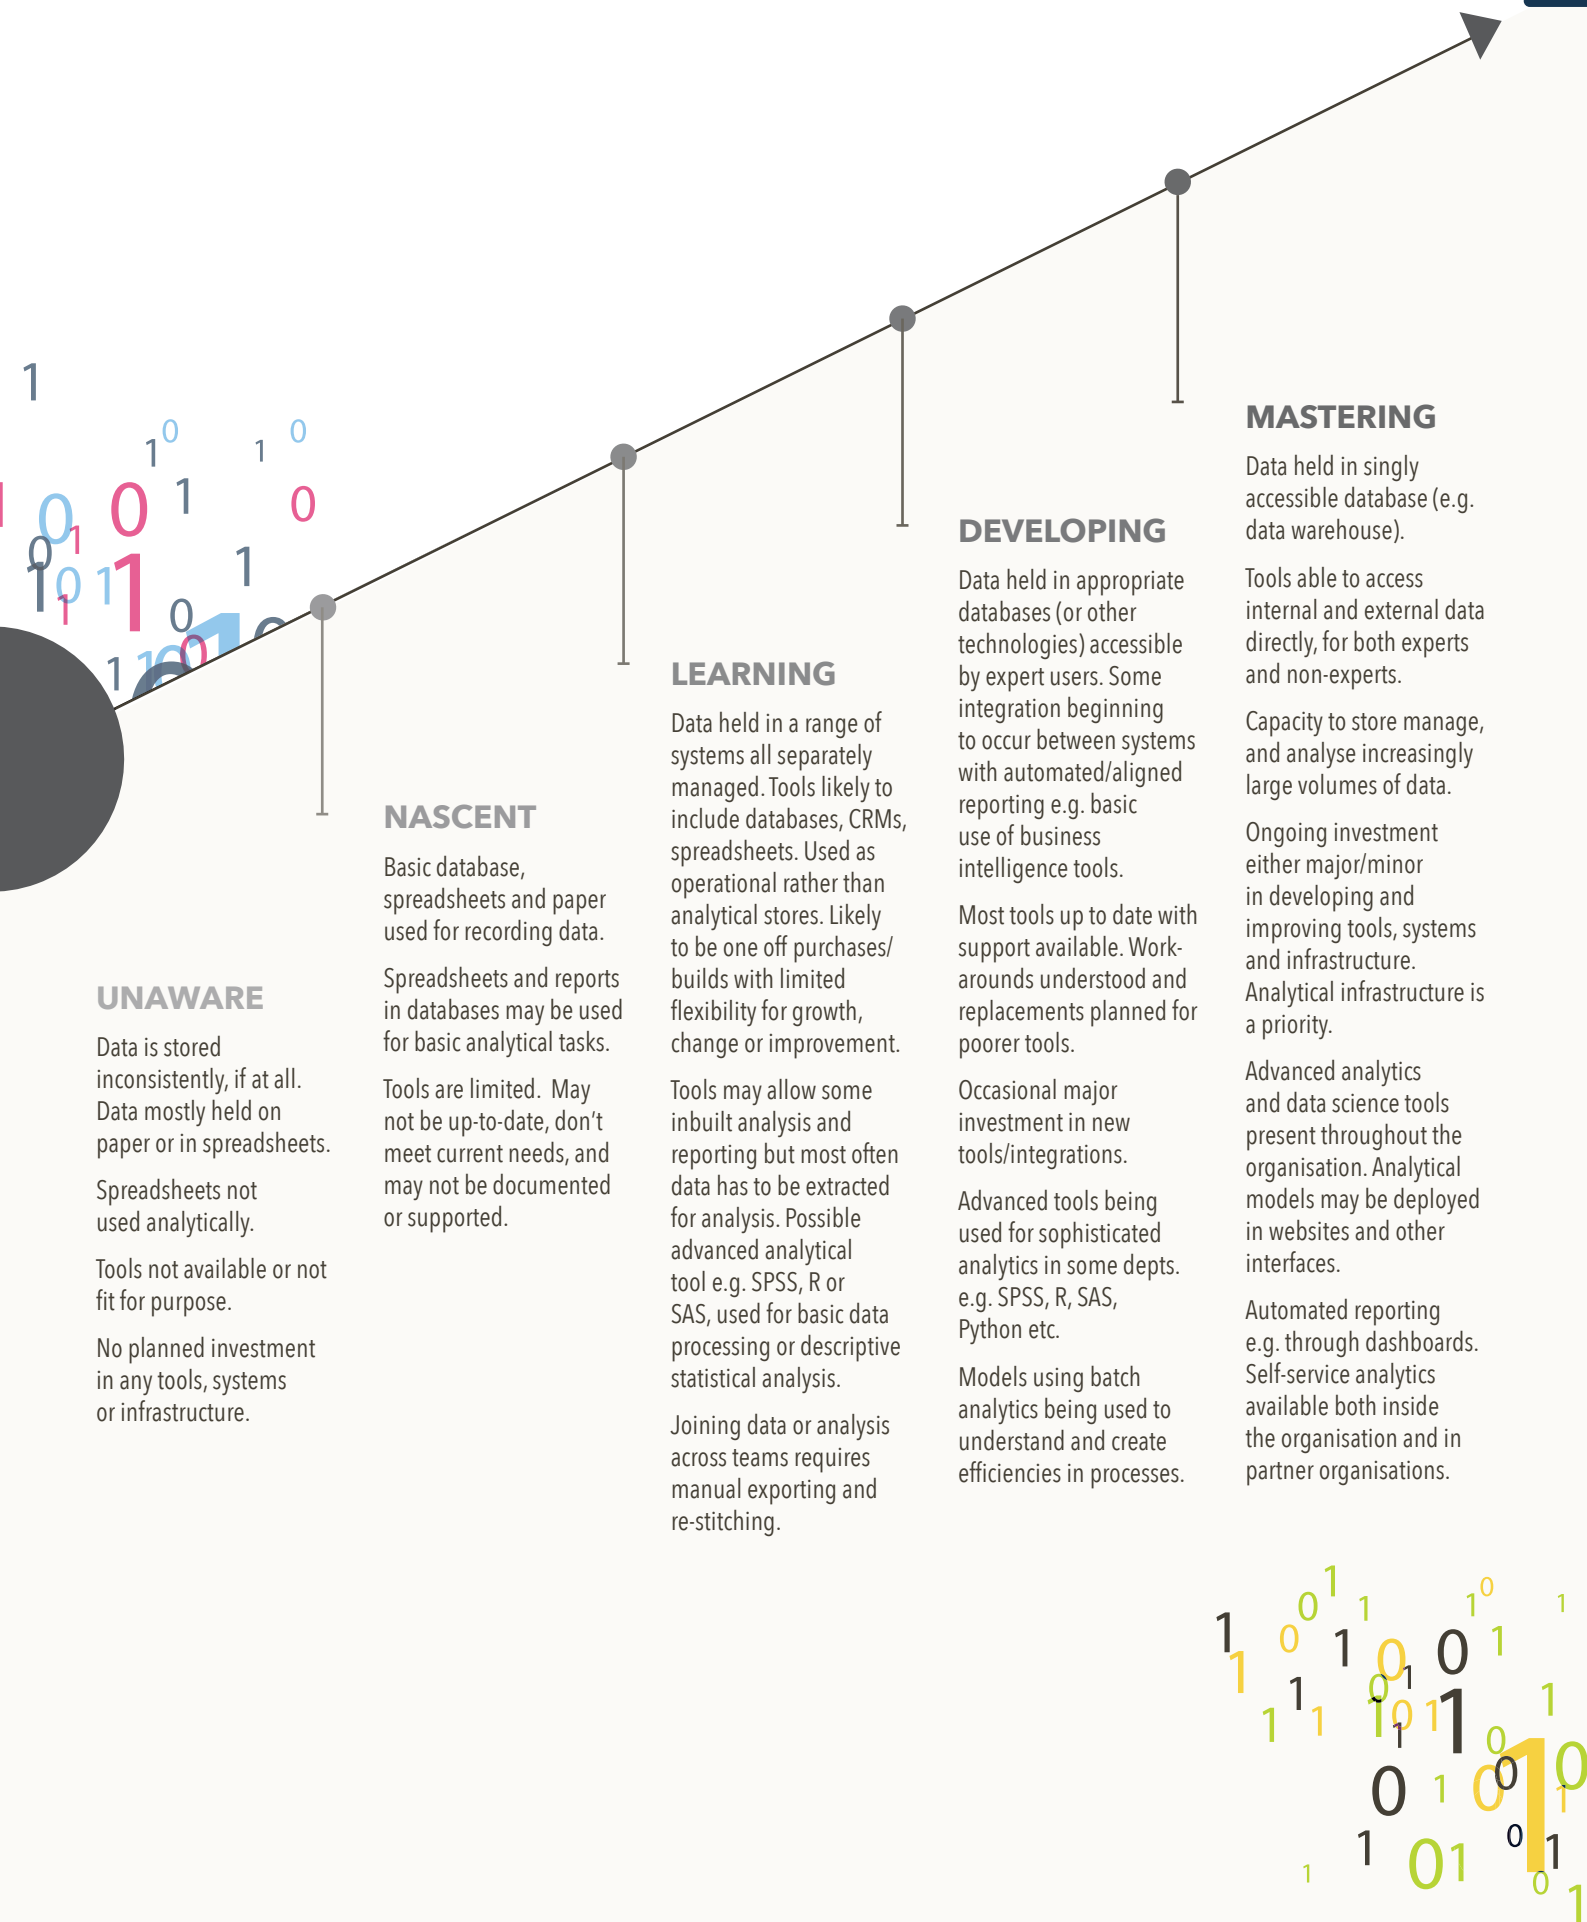 UNAWARE
Data is stored
inconsistently, if at all.
Data mostly held on
paper or in spreadsheets.
Spreadsheets not
used analytically.
Tools not available or not
fit for purpose.
No planned investment
in any tools, systems
or infrastructure.
NASCENT
Basic database,
spreadsheets and paper
used for recording data.
Spreadsheets and reports
in databases may be used
for basic analytical tasks.
Tools are limited.  May
not be up-to-date, don’t
meet current needs, and
may not be documented
or supported.
LEARNING
Data held in a range of
systems all separately
managed. Tools likely to
include databases, CRMs,
spreadsheets. Used as
operational rather than
analytical stores. Likely
to be one off purchases/
builds with limited
flexibility for growth,
change or improvement.
Tools may allow some
inbuilt analysis and
reporting but most often
data has to be extracted
for analysis. Possible
advanced analytical
tool e.g. SPSS, R or
SAS, used for basic data
processing or descriptive
statistical analysis.
Joining data or analysis
across teams requires
manual exporting and
re-stitching.
DEVELOPING
Data held in appropriate
databases (or other
technologies) accessible
by expert users. Some
integration beginning
to occur between systems
with automated/aligned
reporting e.g. basic
use of business
intelligence tools.
Most tools up to date with
support available. Work-
arounds understood and
replacements planned for
poorer tools.
Occasional major
investment in new
tools/integrations.
Advanced tools being
used for sophisticated
analytics in some depts.
e.g. SPSS, R, SAS,
Python etc.
Models using batch
analytics being used to
understand and create
efficiencies in processes.
MASTERING
Data held in singly
accessible database (e.g.
data warehouse).
Tools able to access
internal and external data
directly, for both experts
and non-experts.
Capacity to store manage,
and analyse increasingly
large volumes of data.
Ongoing investment
either major/minor
in developing and
improving tools, systems
and infrastructure.
Analytical infrastructure is
a priority.
Advanced analytics
and data science tools
present throughout the
organisation. Analytical
models may be deployed
in websites and other
interfaces.
Automated reporting
e.g. through dashboards.
Self-service analytics
available both inside
the organisation and in
partner organisations.